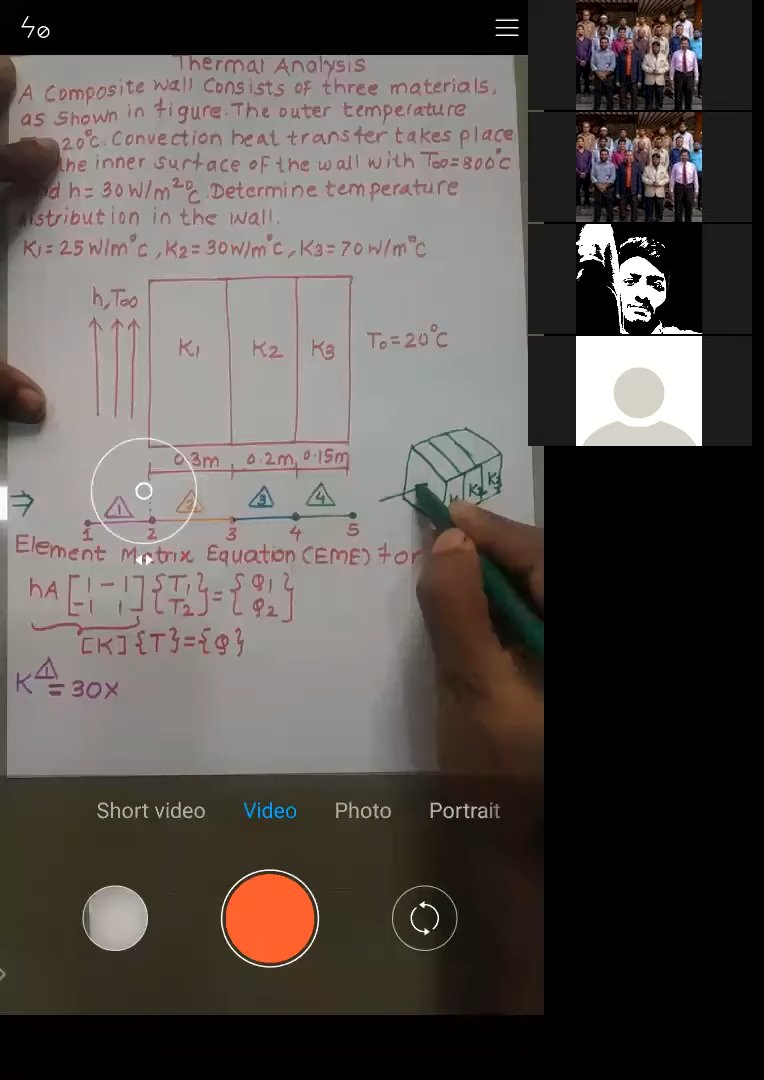 Thermal Analysis
A Composite wall Consists of three materials,
as shown in figure. The outer temperature
20°C. Convection heat transfer takes place
the inner surface of the wall with T∞=800°C
h= 30 W/m²°C. Determine temperature
distribution in the wall.
K1= 25 W/m°C, K2= 30W/m°C, K3= 70 W/m°C
h, T∞
K1 K2 K3
T0= 20°C
0.3m, 0.2m, 0.15m
1 2 3 4
1 2 3 4 5
K2 K3
Element Matrix Equation (EME) for
hA [1 -1 {T1 = {Q1
-1 1] T2} Q2}
[K] {T}={Q}
K 1 = 30x
Short video Video Photo Portrait